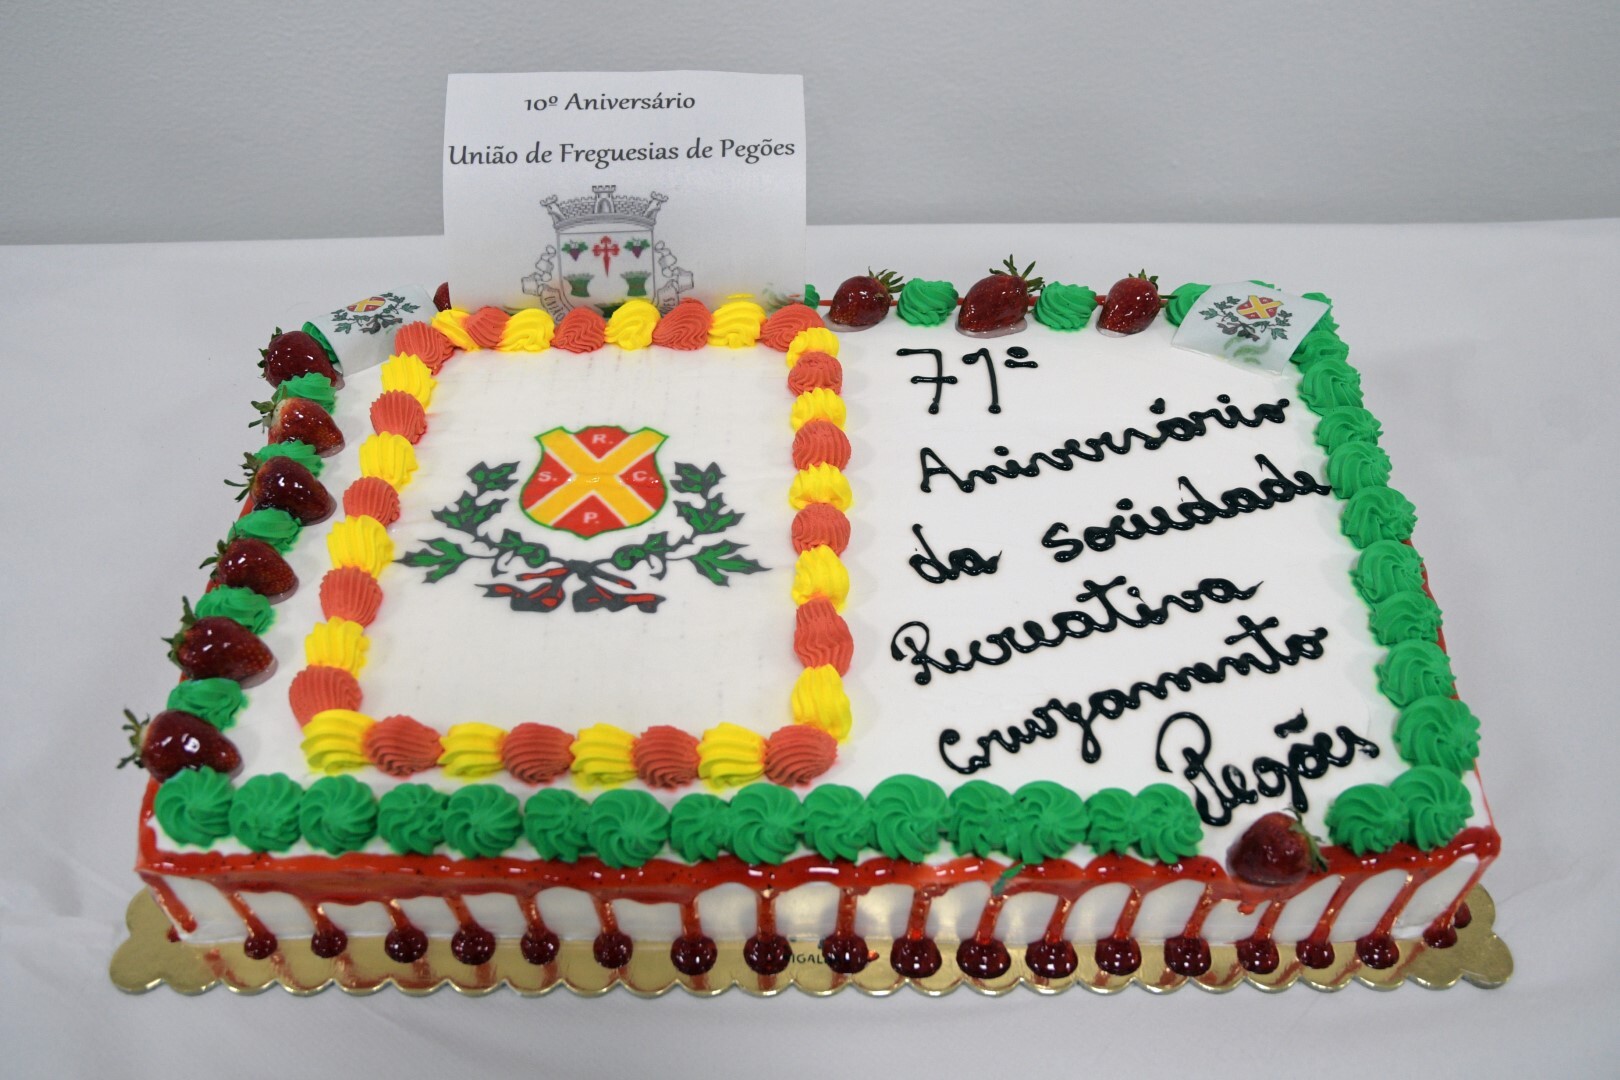 10º Aniversário
União de Freguesias de Pegões
R.
S. C.
P.
71º
Aniversário
da sociedade
Recreativa
Cruzamento
Pegões